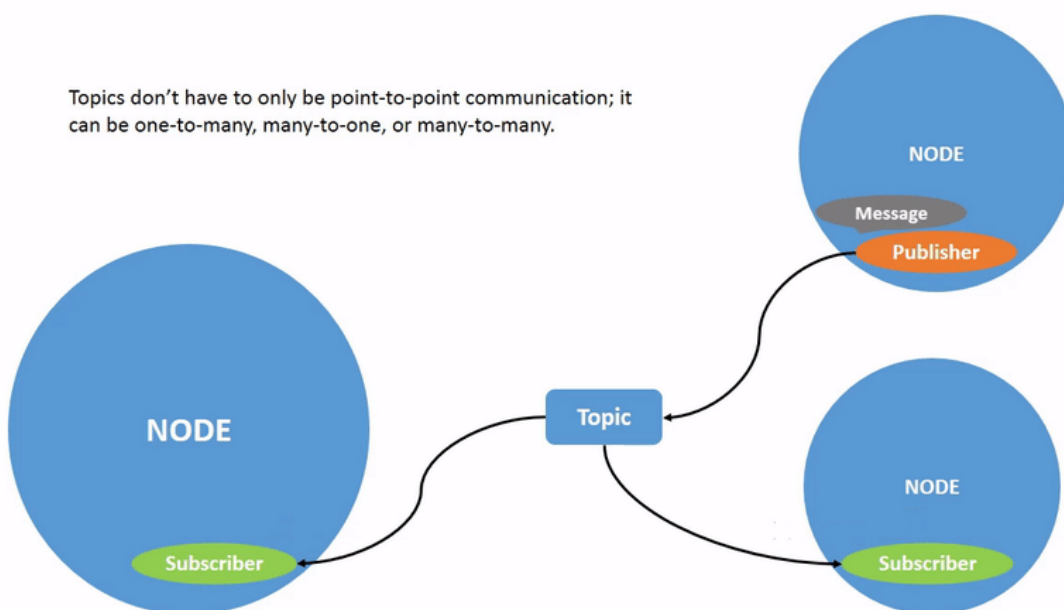 Topics don’t have to only be point-to-point communication; it
can be one-to-many, many-to-one, or many-to-many.
NODE
Message
Publisher
NODE
Topic
NODE
Subscriber
Subscriber